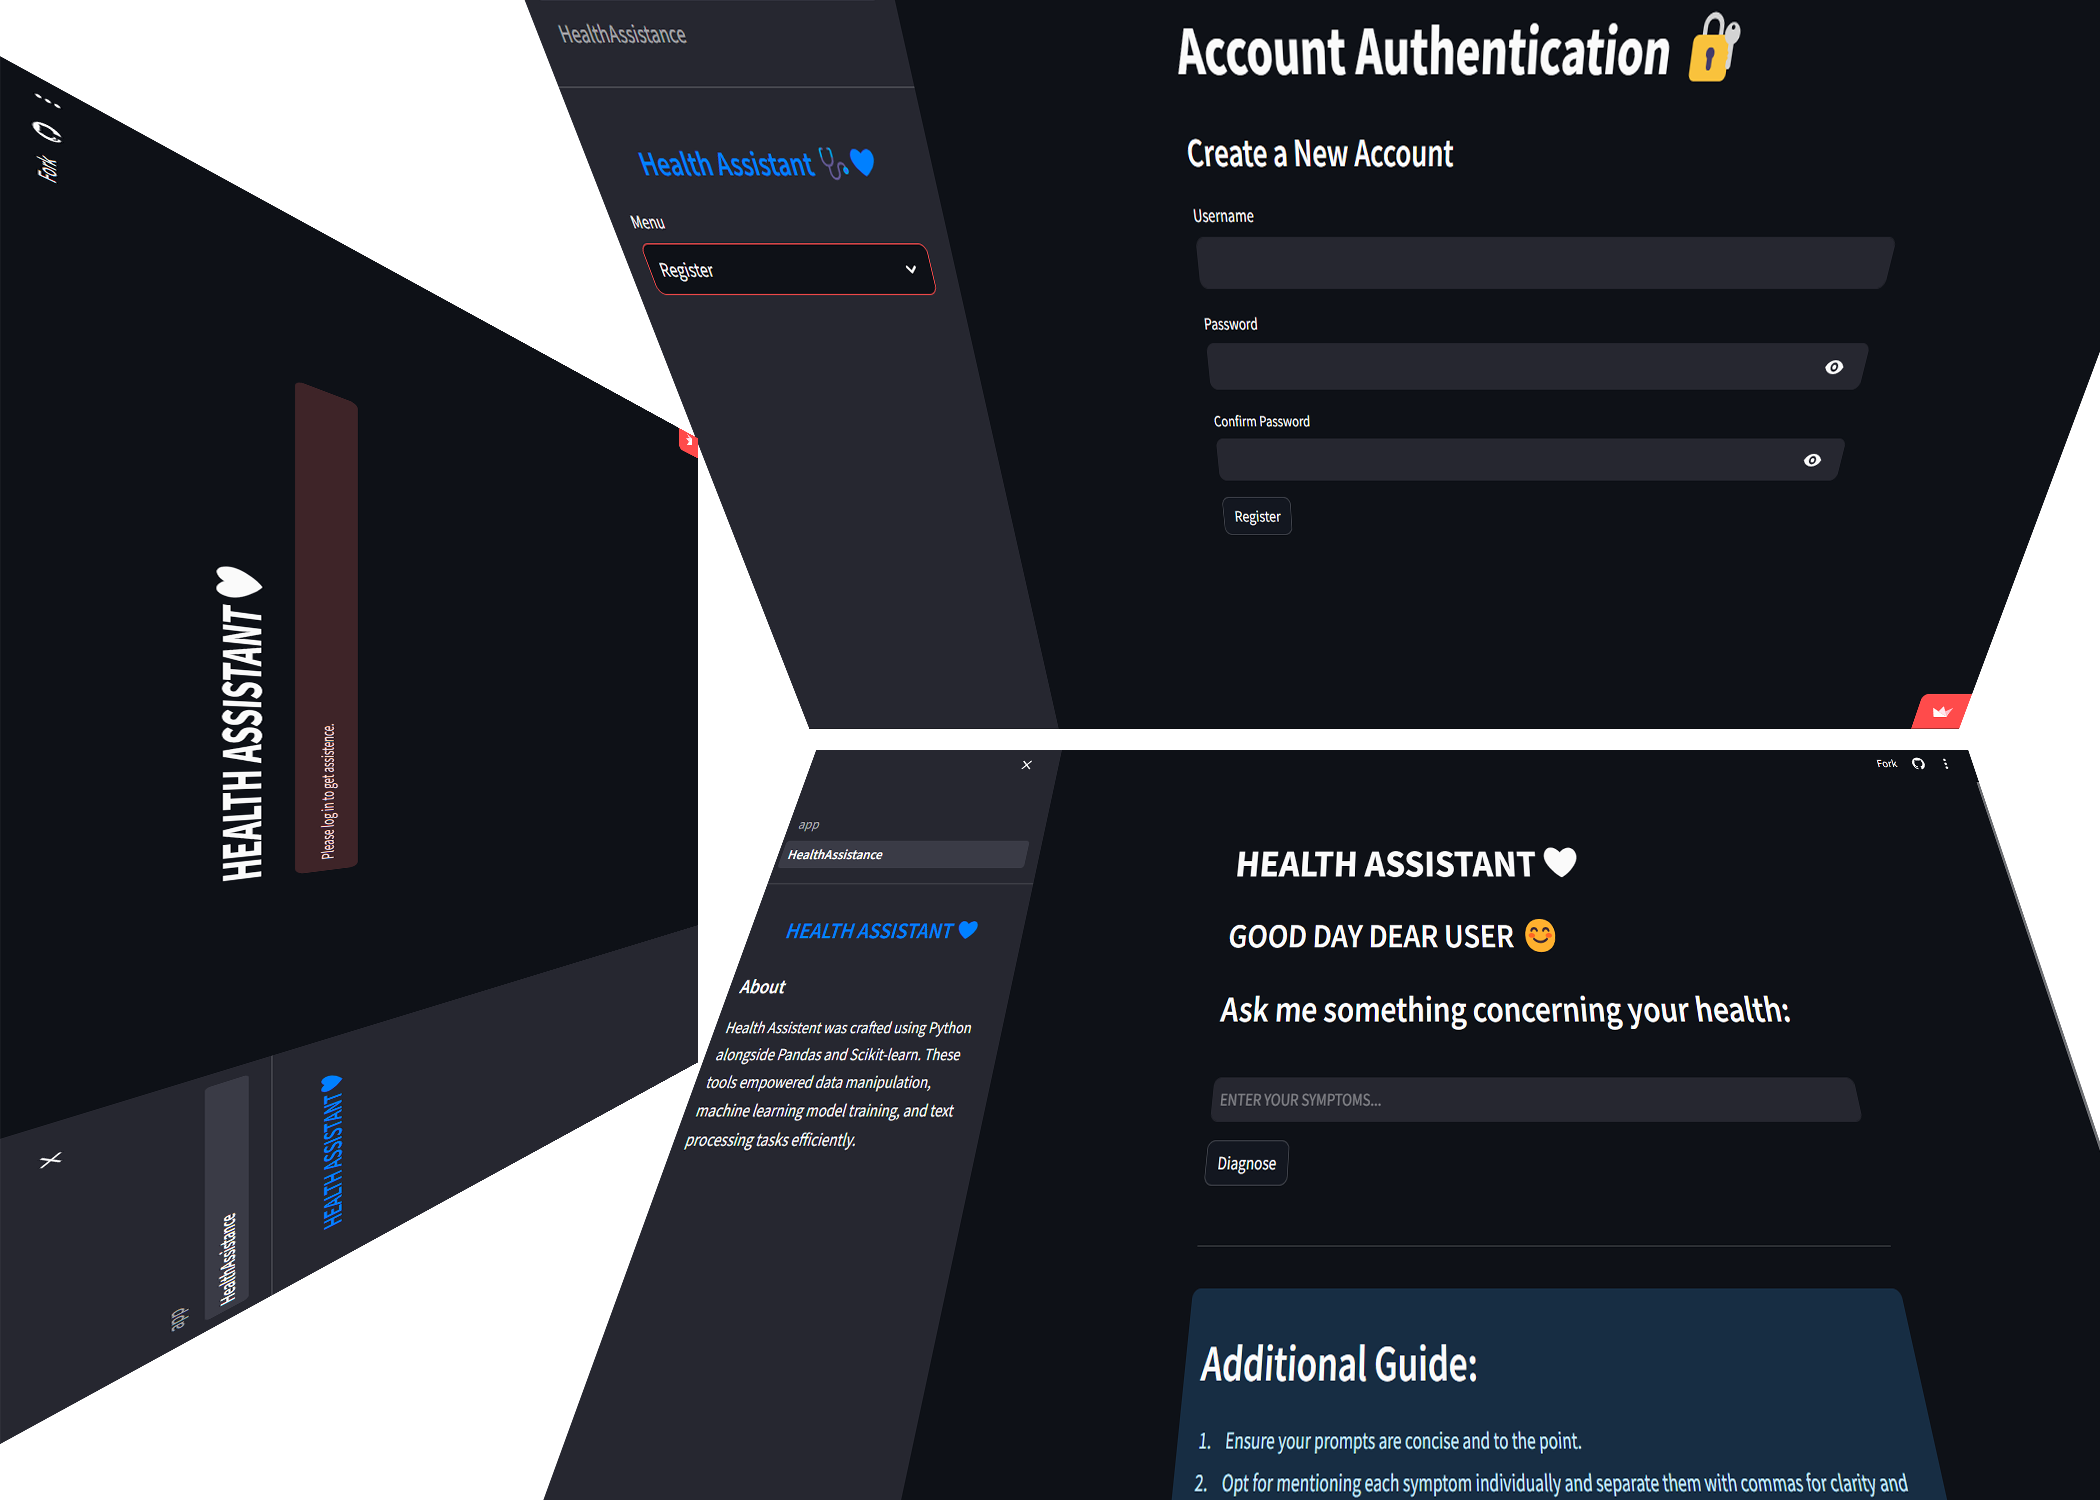 Fork
HEALTH ASSISTANT
Please log in to get assistence.
app
HealthAssistance
HEALTH ASSISTANT
HealthAssistance
Health Assistant
Menu
Register
Account Authentication
Create a New Account
Username
Password
Confirm Password
Register
app
HealthAssistance
HEALTH ASSISTANT
About
Health Assistent was crafted using Python
alongside Pandas and Scikit-learn. These
tools empowered data manipulation,
machine learning model training, and text
processing tasks efficiently.
Fork
HEALTH ASSISTANT
GOOD DAY DEAR USER
Ask me something concerning your health:
ENTER YOUR SYMPTOMS...
Diagnose
Additional Guide:
1. Ensure your prompts are concise and to the point.
2. Opt for mentioning each symptom individually and separate them with commas for clarity and